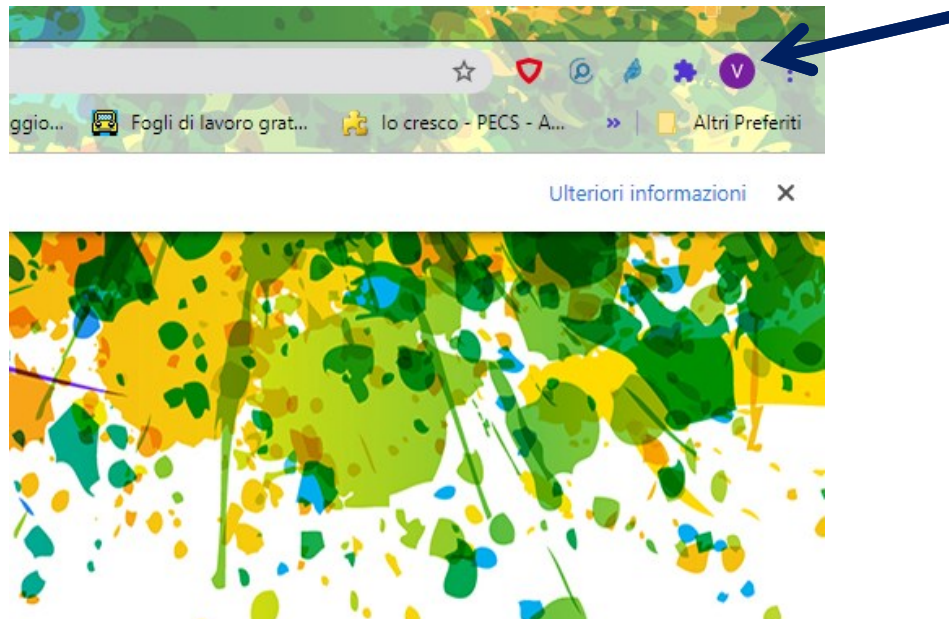 V
ggio... Fogli di lavoro grat... Io cresco - PECS - A... » Altri Preferiti
Ulteriori informazioni